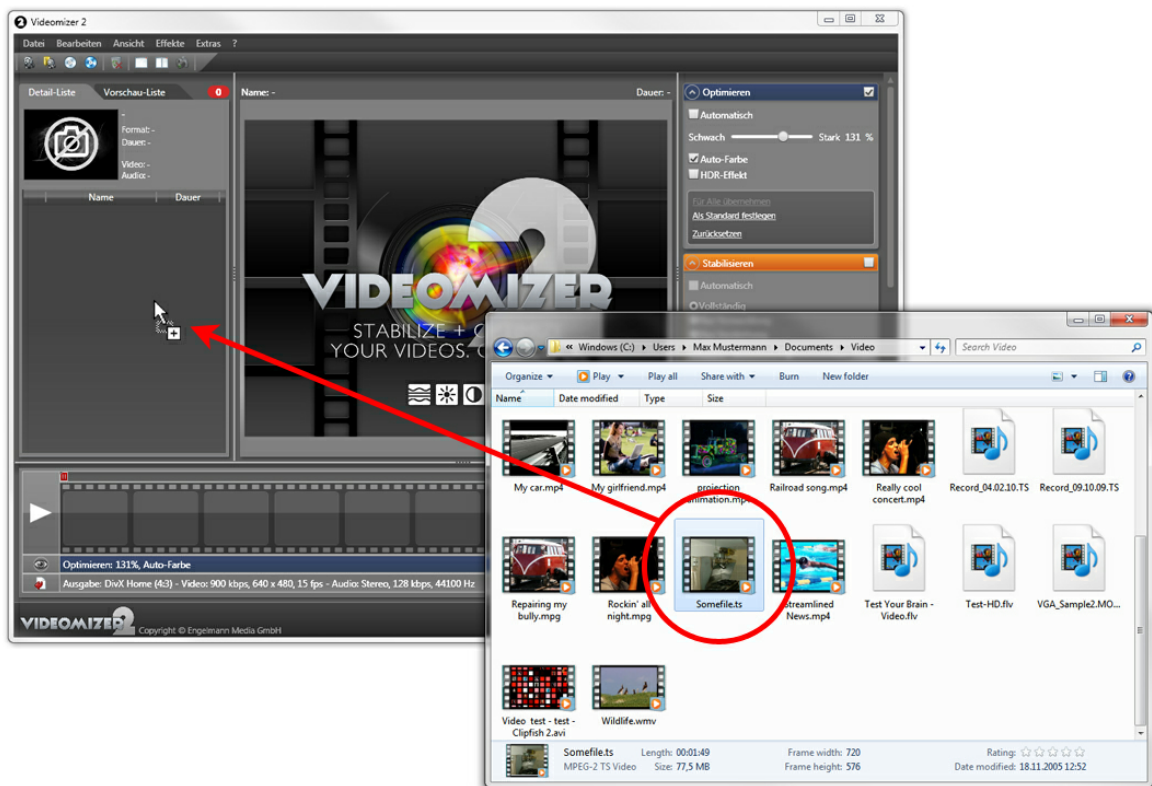 Videomizer 2
Datei Bearbeiten Ansicht Effekte Extras ?
Detail-Liste Vorschau-Liste 0
-
Format: -
Dauer: -
Video: -
Audio: -
Name Dauer
Name: - Dauer: -
VIDEOMIZER 2
STABILIZE +
YOUR VIDEOS.
Optimieren
Automatisch
Schwach Stark 131 %
Auto-Farbe
HDR-Effekt
Für Alle übernehmen
Als Standard festlegen
Zurücksetzen
Stabilisieren
Automatisch
Vollständig
Optimieren: 131%, Auto-Farbe
Ausgabe: DivX Home (4:3) - Video: 900 kbps, 640 x 480, 15 fps - Audio: Stereo, 128 kbps, 44100 Hz
VIDEOMIZER 2 Copyright © Engelmann Media GmbH
« Windows (C:) Users Max Mustermann Documents Video Search Video
Organize Play Play all Share with Burn New folder
Name Date modified Type Size
My car.mp4
My girlfriend.mp4
projection animation.mp4
Railroad song.mp4
Really cool concert.mp4
Record_04.02.10.TS
Record_09.10.09.TS
Repairing my bully.mpg
Rockin' all night.mpg
Somefile.ts
Streamlined News.mp4
Test Your Brain - Video.flv
Test-HD.flv
VGA_Sample2.MO...
Video test - test - Clipfish 2.avi
Wildlife.wmv
Somefile.ts Length: 00:01:49 Frame width: 720 Rating:
MPEG-2 TS Video Size: 77,5 MB Frame height: 576 Date modified: 18.11.2005 12:52